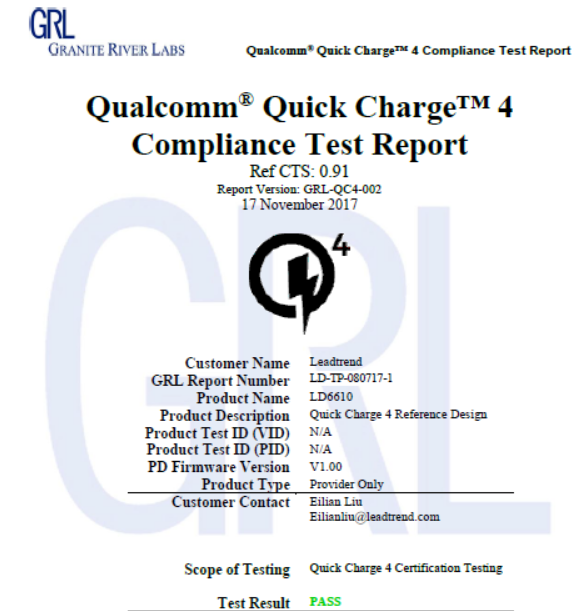 GRL
GRANITE RIVER LABS
Qualcomm® Quick Charge™ 4 Compliance Test Report
Qualcomm® Quick Charge™ 4
Compliance Test Report
Ref CTS: 0.91
Report Version: GRL-QC4-002
17 November 2017
4
GRL
Customer Name Leadtrend
GRL Report Number LD-TP-080717-1
Product Name LD6610
Product Description Quick Charge 4 Reference Design
Product Test ID (VID) N/A
Product Test ID (PID) N/A
PD Firmware Version V1.00
Product Type Provider Only
Customer Contact Eilian Liu
Eilianliu@leadtrend.com
Scope of Testing Quick Charge 4 Certification Testing
Test Result PASS